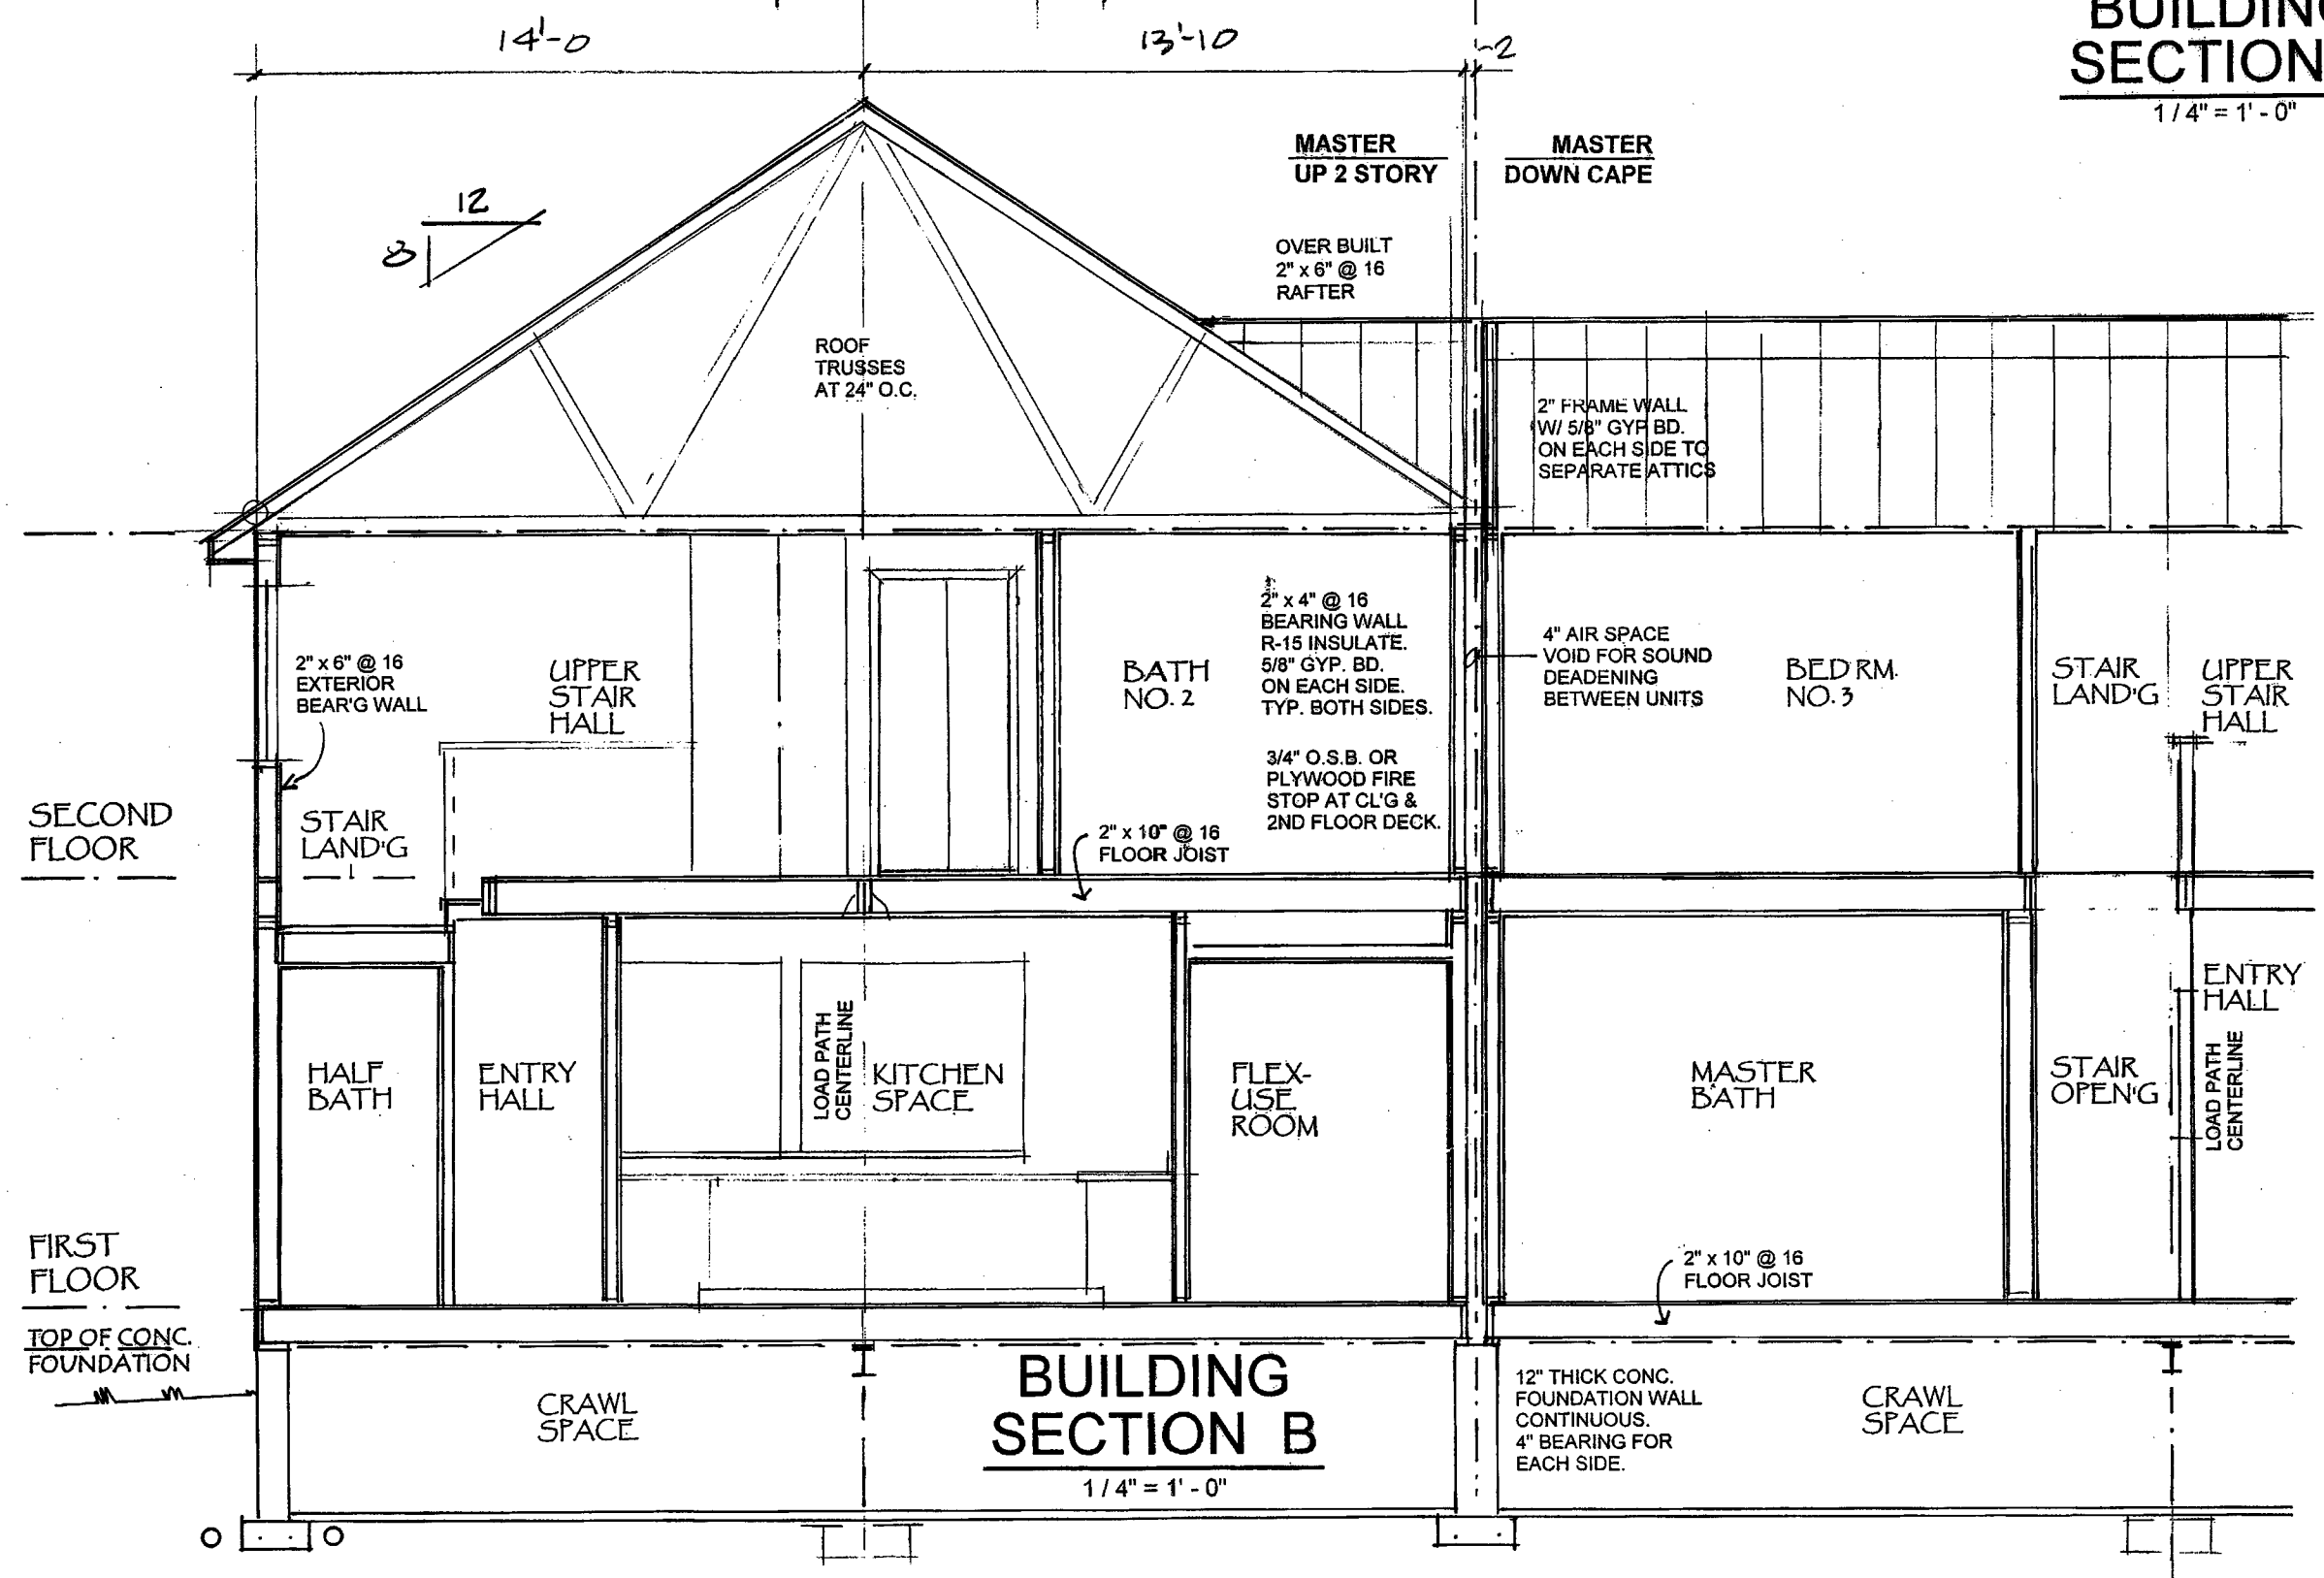 14'-0
13'-10
-2
BUILDING
SECTION
1/4" = 1' - 0"
MASTER
UP 2 STORY
MASTER
DOWN CAPE
12
8
OVER BUILT
2" x 6" @ 16
RAFTER
ROOF
TRUSSES
AT 24" O.C.
2" FRAME WALL
W/ 5/8" GYP BD.
ON EACH SIDE TO
SEPARATE ATTICS
2" x 6" @ 16
EXTERIOR
BEAR'G WALL
UPPER
STAIR
HALL
BATH
NO. 2
2" x 4" @ 16
BEARING WALL
R-15 INSULATE.
5/8" GYP. BD.
ON EACH SIDE.
TYP. BOTH SIDES.
3/4" O.S.B. OR
PLYWOOD FIRE
STOP AT CL'G &
2ND FLOOR DECK.
4" AIR SPACE
VOID FOR SOUND
DEADENING
BETWEEN UNITS
BED RM.
NO. 3
STAIR
LAND'G
UPPER
STAIR
HALL
SECOND
FLOOR
STAIR
LAND'G
2" x 10" @ 16
FLOOR JOIST
HALF
BATH
ENTRY
HALL
LOAD PATH
CENTERLINE
KITCHEN
SPACE
FLEX-
USE
ROOM
MASTER
BATH
STAIR
OPEN'G
ENTRY
HALL
LOAD PATH
CENTERLINE
FIRST
FLOOR
2" x 10" @ 16
FLOOR JOIST
TOP OF CONC.
FOUNDATION
CRAWL
SPACE
BUILDING
SECTION B
1/4" = 1' - 0"
12" THICK CONC.
FOUNDATION WALL
CONTINUOUS.
4" BEARING FOR
EACH SIDE.
CRAWL
SPACE